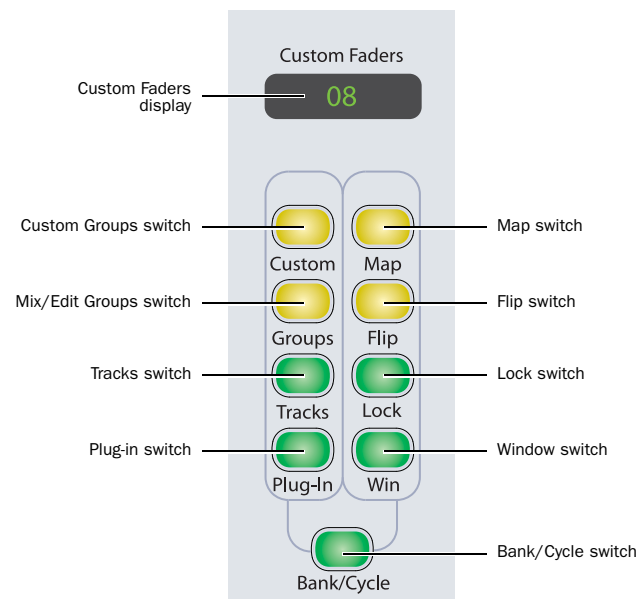 Custom Faders
Custom Faders
display
08
Custom Groups switch
Map switch
Custom
Map
Mix/Edit Groups switch
Flip switch
Groups
Flip
Tracks switch
Lock switch
Tracks
Lock
Plug-in switch
Window switch
Plug-In
Win
Bank/Cycle switch
Bank/Cycle